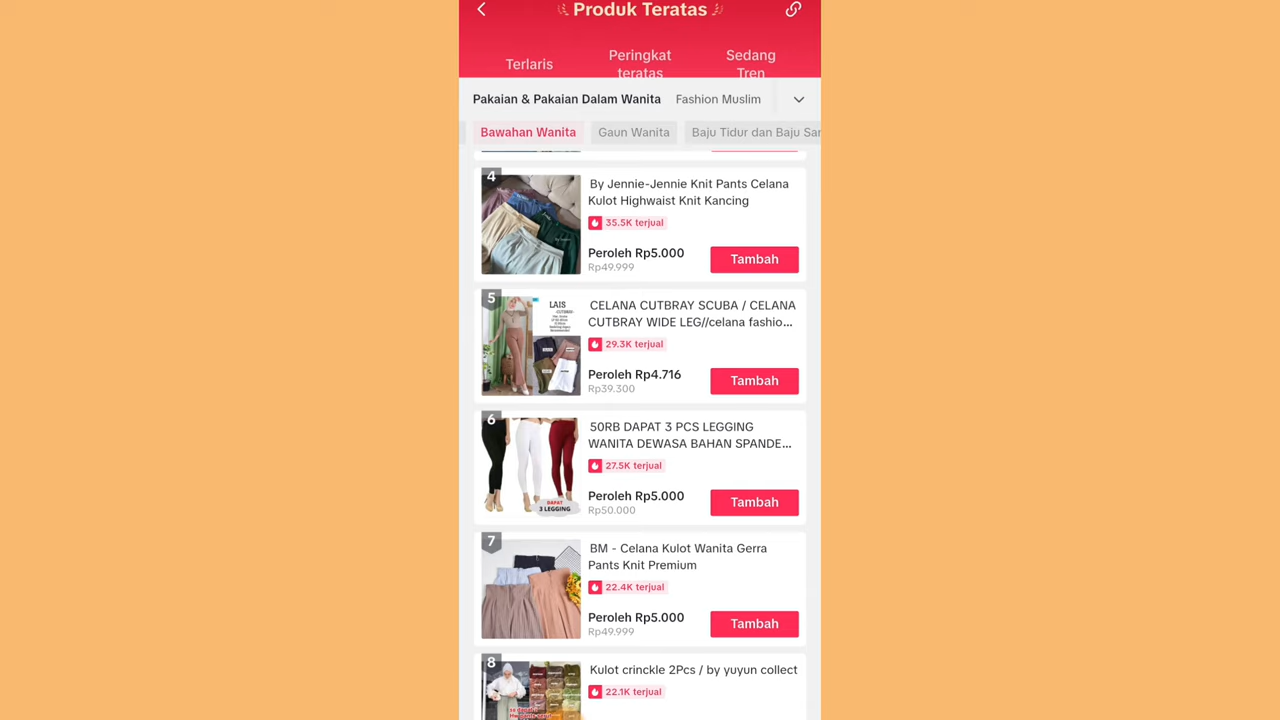 Produk Teratas
Terlaris
Peringkat
teratas
Sedang
Tren
Pakaian & Pakaian Dalam Wanita
Fashion Muslim
Bawahan Wanita
Gaun Wanita
Baju Tidur dan Baju San
4
By Jennie-Jennie Knit Pants Celana
Kulot Highwaist Knit Kancing
35.5K terjual
Peroleh Rp5.000
Rp49.999
Tambah
5
LAIS
CELANA CUTBRAY SCUBA / CELANA
CUTBRAY WIDE LEG//celana fashio...
29.3K terjual
Peroleh Rp4.716
Rp39.300
Tambah
6
DAPAT
3 LEGGING
50RB DAPAT 3 PCS LEGGING
WANITA DEWASA BAHAN SPANDE...
27.5K terjual
Peroleh Rp5.000
Rp50.000
Tambah
7
BM - Celana Kulot Wanita Gerra
Pants Knit Premium
22.4K terjual
Peroleh Rp5.000
Rp49.999
Tambah
8
Kulot crinckle 2Pcs / by yuyun collect
22.1K terjual